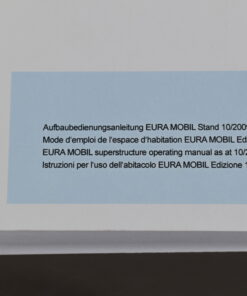 Aufbaubedienungsanleitung EURA MOBIL Stand 10/200
Mode d'emploi de l'espace d'habitation EURA MOBIL Ed
EURA MOBIL superstructure operating manual as at 10/
Istruzioni per l'uso dell'abitacolo EURA MOBIL Edizione 1